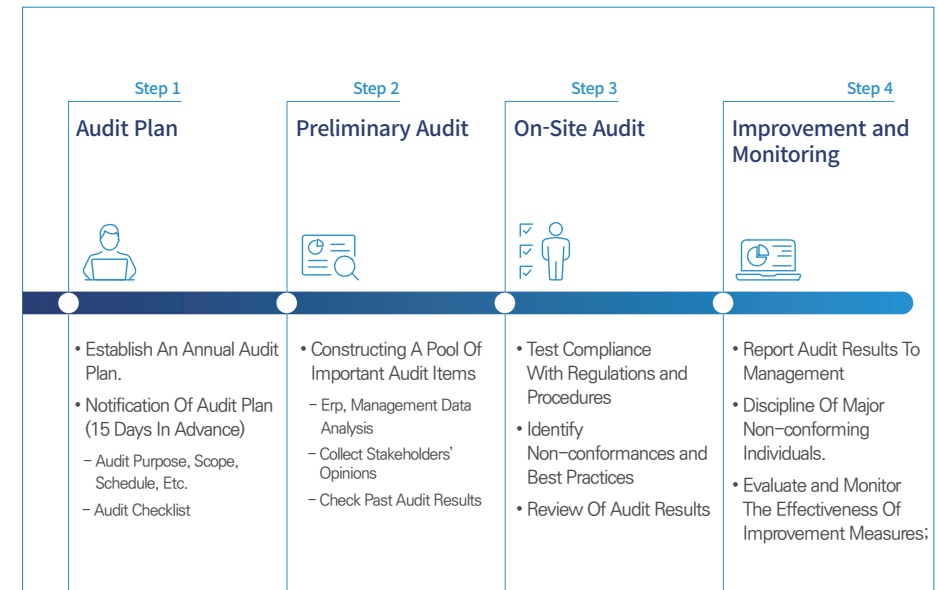 Step 1
Audit Plan
• Establish An Annual Audit
Plan.
• Notification Of Audit Plan
(15 Days In Advance)
– Audit Purpose, Scope,
Schedule, Etc.
– Audit Checklist
Step 2
Preliminary Audit
• Constructing A Pool Of
Important Audit Items
– Erp, Management Data
Analysis
– Collect Stakeholders'
Opinions
– Check Past Audit Results
Step 3
On-Site Audit
• Test Compliance
With Regulations and
Procedures
• Identify
Non-conformances and
Best Practices
• Review Of Audit Results
Step 4
Improvement and
Monitoring
• Report Audit Results To
Management
• Discipline Of Major
Non-conforming
Individuals.
• Evaluate and Monitor
The Effectiveness Of
Improvement Measures;